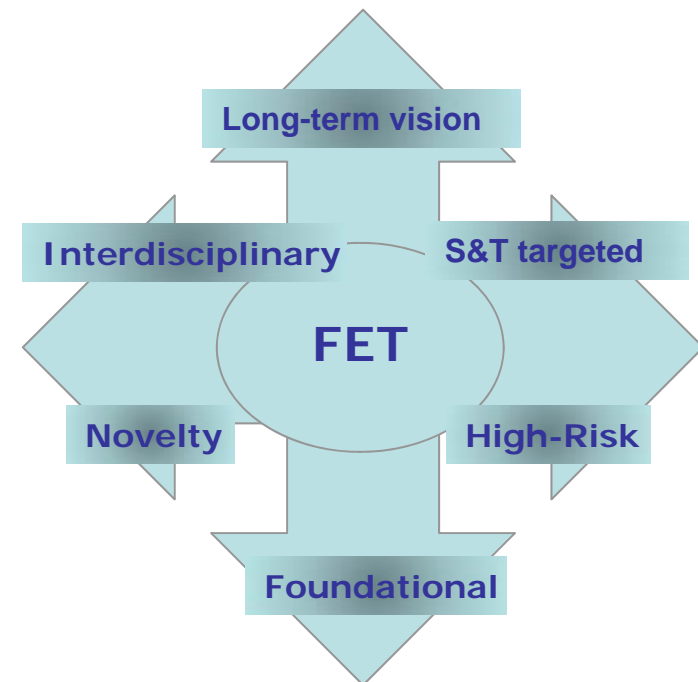 Long-term vision
Interdisciplinary
S&T targeted
FET
Novelty
High-Risk
Foundational